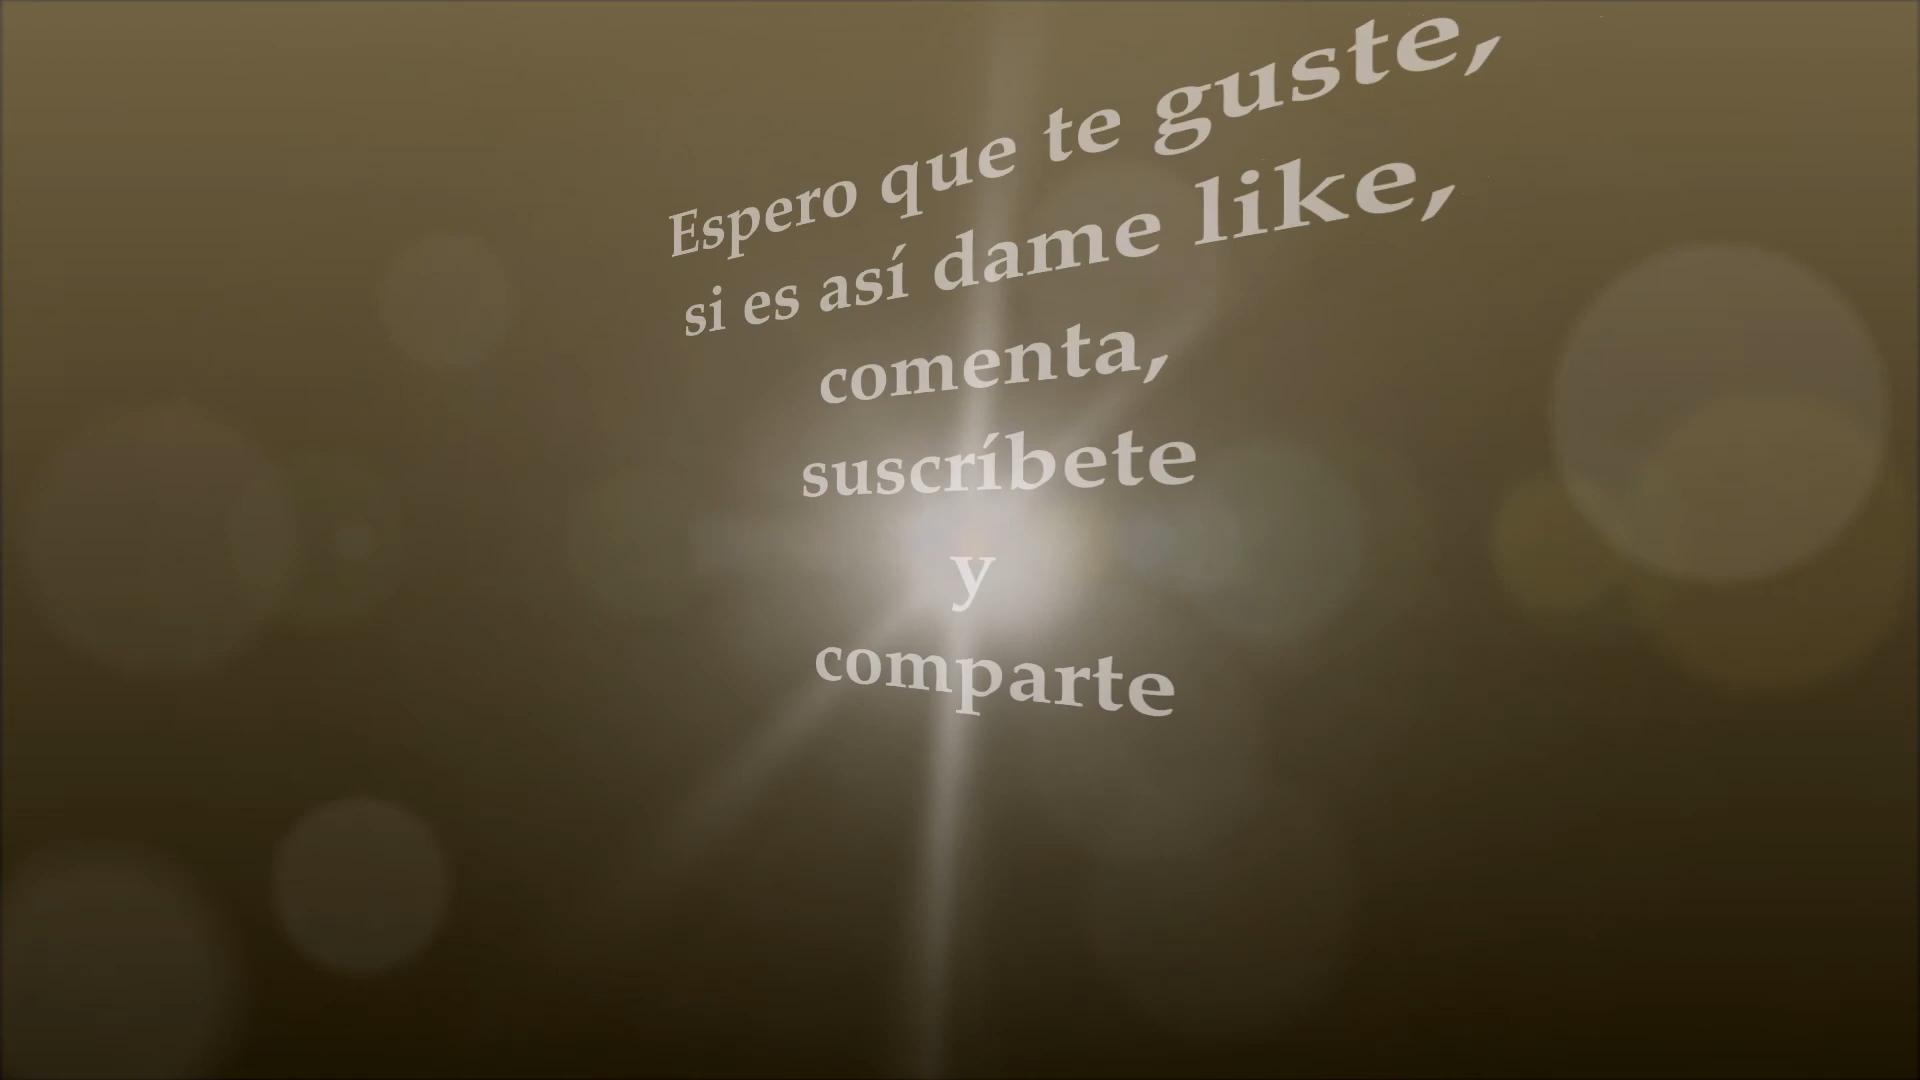 Espero que te guste,
si es así dame like,
comenta,
suscríbete
y
comparte